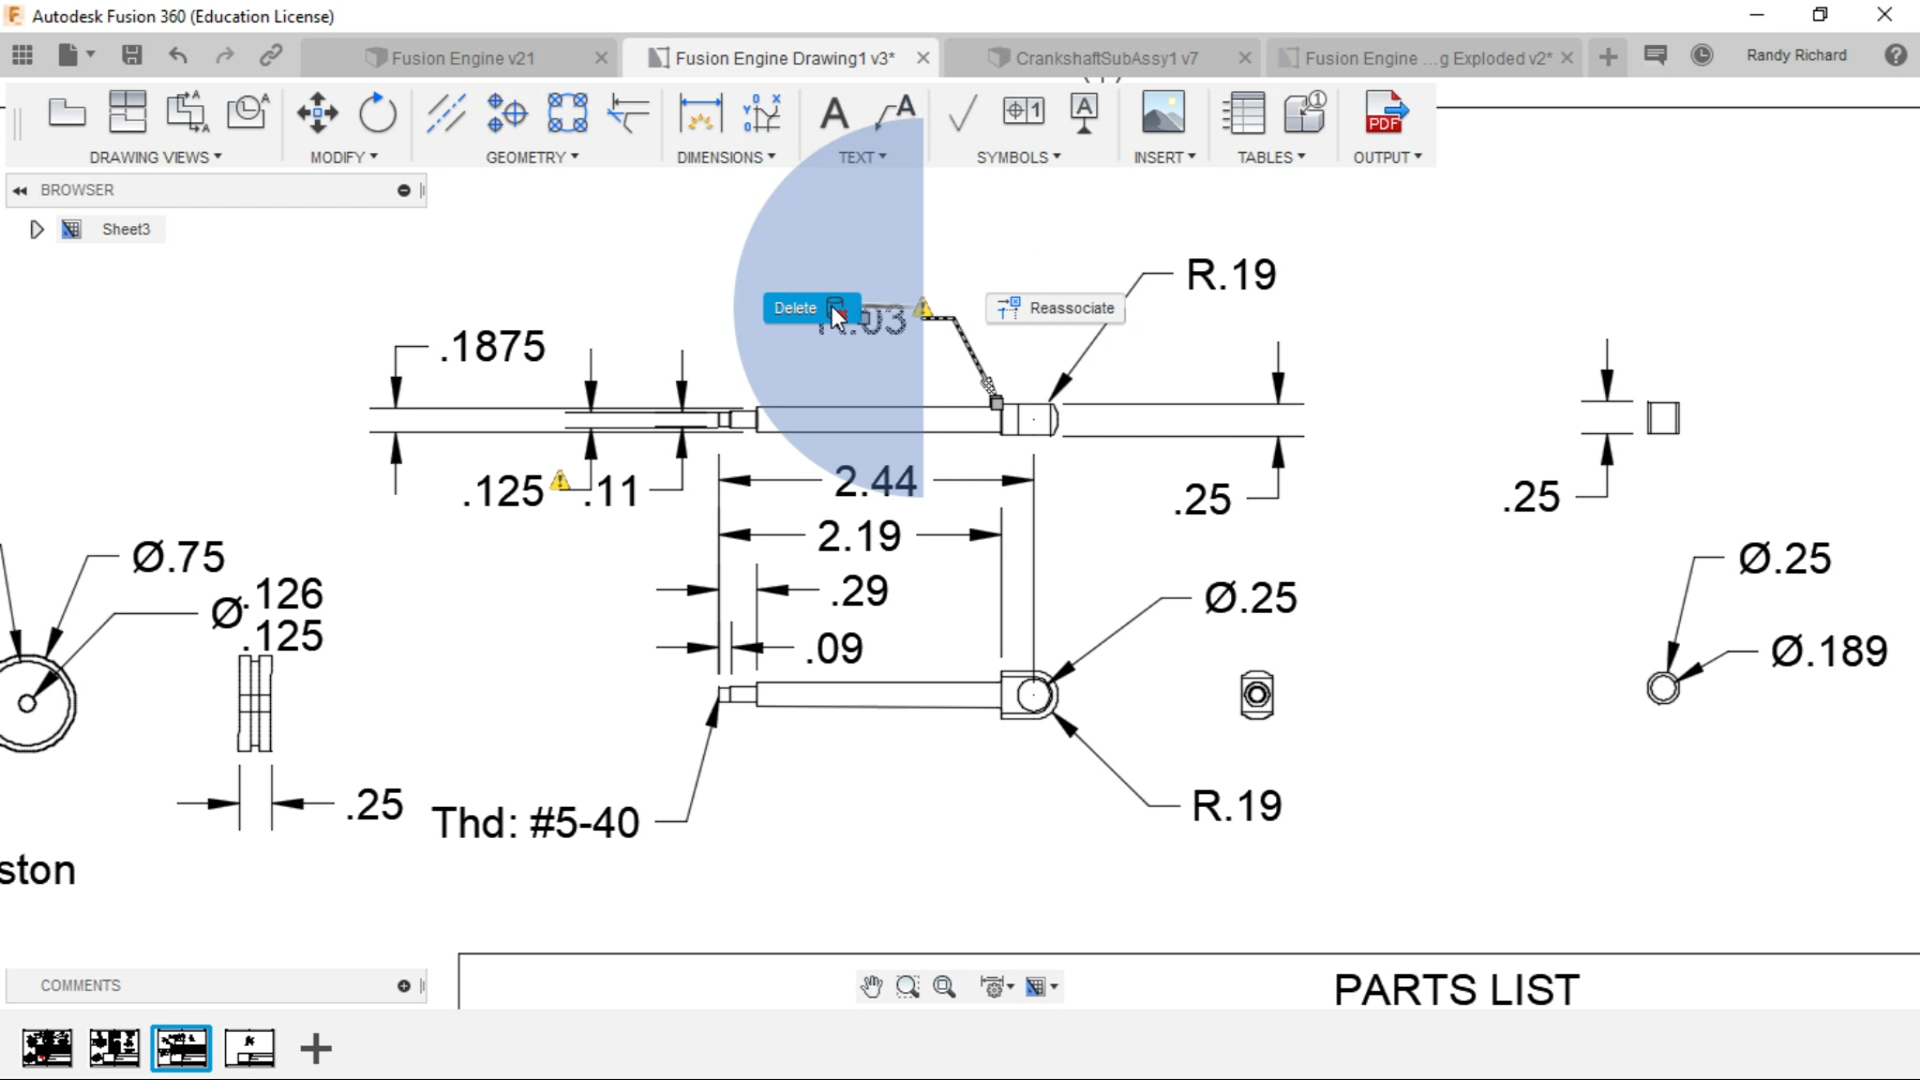 Autodesk Fusion 360 (Education License)
Fusion Engine v21
Fusion Engine Drawing1 v3*
CrankshaftSubAssy1 v7
Fusion Engine ...g Exploded v2*
Randy Richard
DRAWING VIEWS
MODIFY
GEOMETRY
DIMENSIONS
TEXT
SYMBOLS
INSERT
TABLES
OUTPUT
BROWSER
Sheet3
R.19
Delete
Reassociate
R.03
.1875
.125
.11
2.44
.25
.25
2.19
Ø.75
Ø.25
.126
Ø
.125
.29
Ø.25
.09
Ø.189
.25
Thd: #5-40
R.19
ston
COMMENTS
PARTS LIST